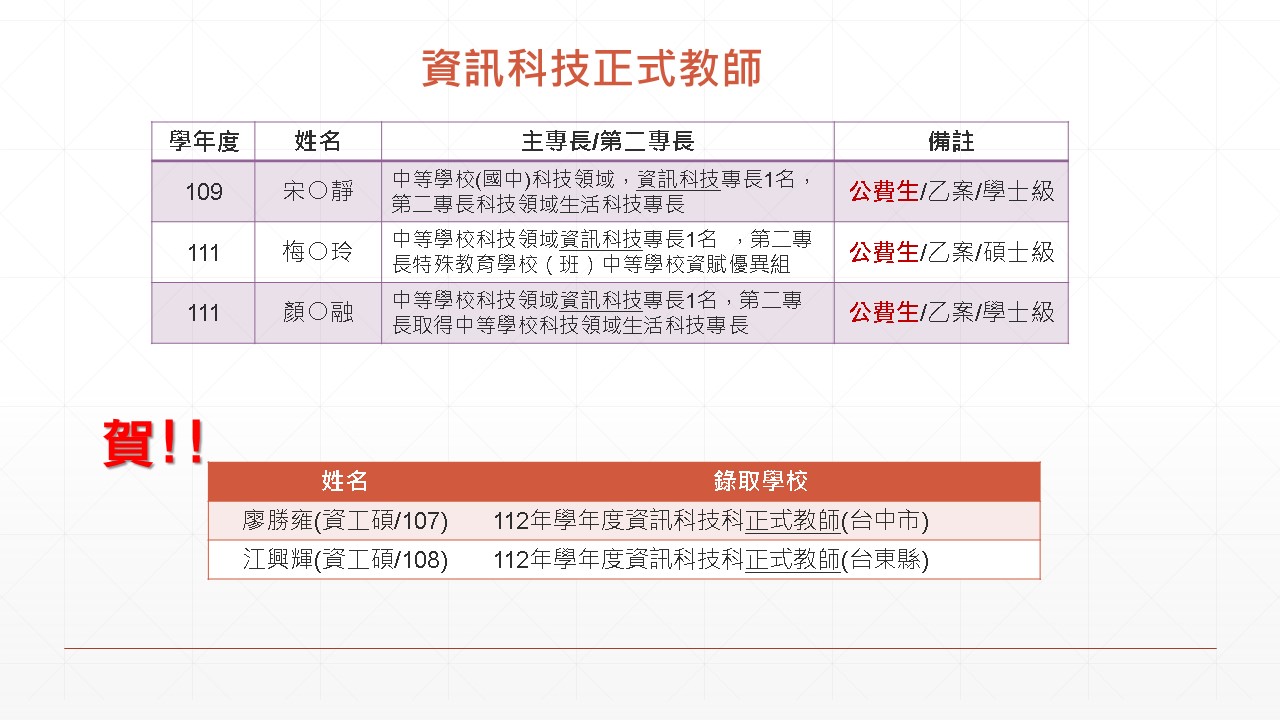 資訊科技正式教師
學年度 姓名 主專長/第二專長 備註
109 宋○靜 中等學校(國中)科技領域，資訊科技專長1名，
第二專長科技領域生活科技專長 公費生/乙案/學士級
111 梅○玲 中等學校科技領域資訊科技專長1名 ，第二專
長特殊教育學校（班）中等學校資賦優異組 公費生/乙案/碩士級
111 顏○融 中等學校科技領域資訊科技專長1名，第二專
長取得中等學校科技領域生活科技專長 公費生/乙案/學士級
賀!!
姓名 錄取學校
廖勝雍(資工碩/107) 112年學年度資訊科技科正式教師(台中市)
江興輝(資工碩/108) 112年學年度資訊科技科正式教師(台東縣)